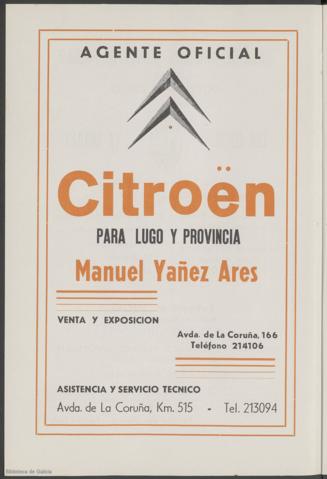 AGENTE OFICIAL
Citroën
PARA LUGO Y PROVINCIA
Manuel Yañez Ares
VENTA Y EXPOSICION
Avda. de La Coruña, 166
Teléfono 214106
ASISTENCIA Y SERVICIO TECNICO
Avda. de La Coruña, Km. 515 - Tel. 213094
Biblioteca de Galicia